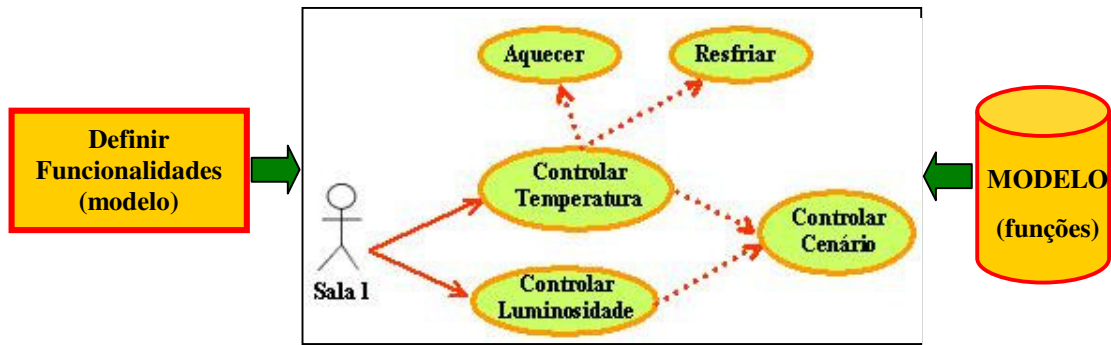 Definir
Funcionalidades
(modelo)
Aquecer
Resfriar
Controlar
Temperatura
Controlar
Cenário
Sala 1
Controlar
Luminosidade
MODELO
(funções)